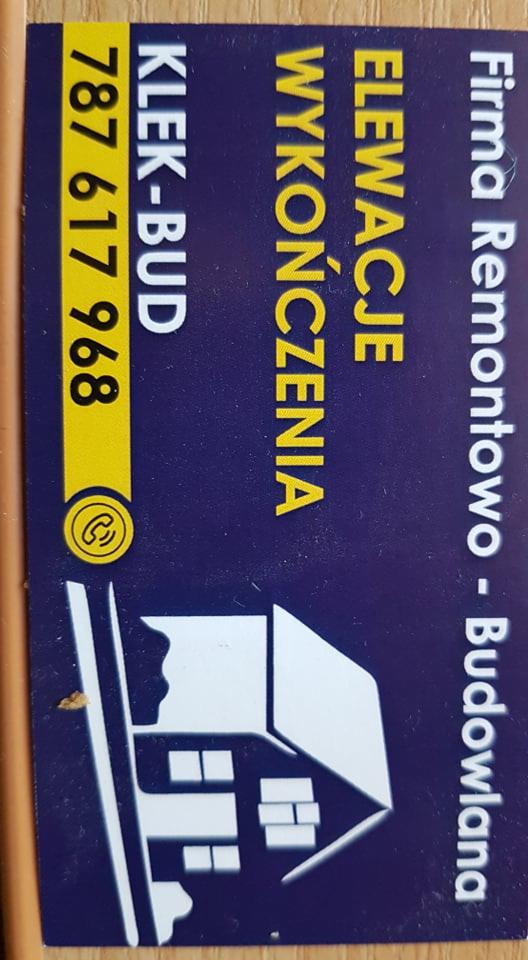 Firma Remontowo - Budowlana
ELEWACJE
WYKOŃCZENIA
KLEK-BUD
787 617 968